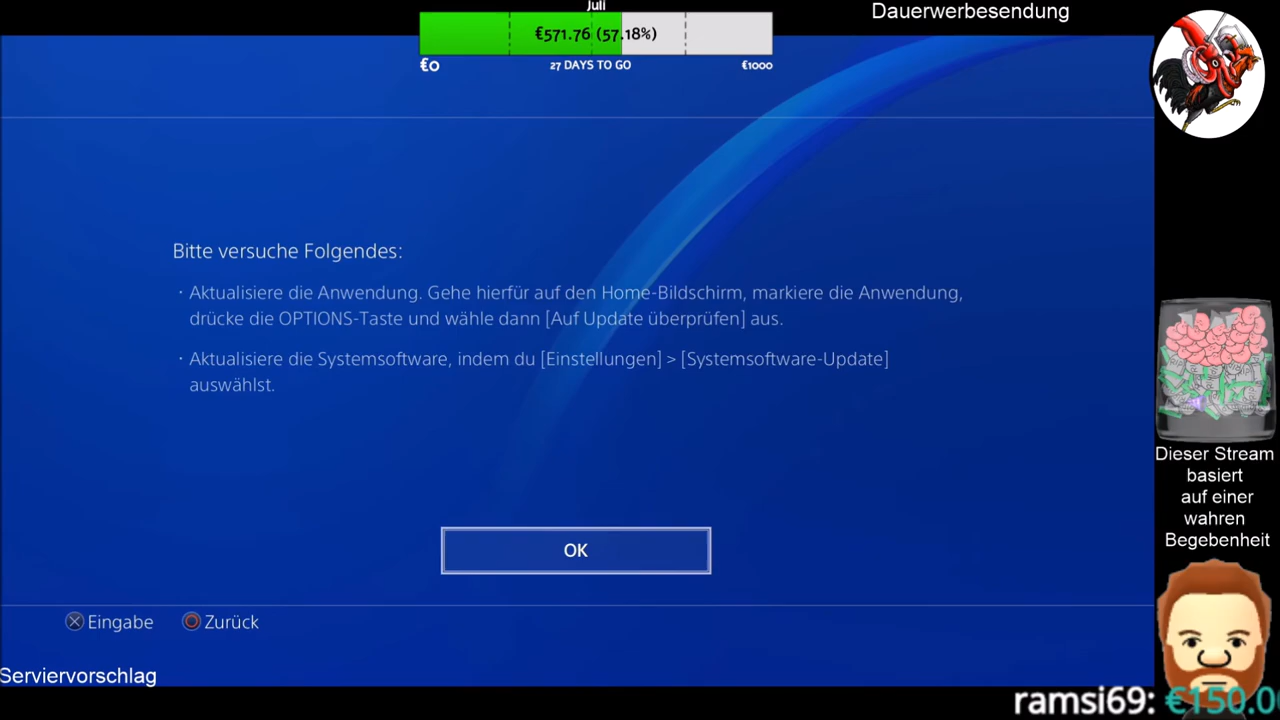 Juli
€571.76 (57.18%)
€0 27 DAYS TO GO €1000
Dauerwerbesendung
Bitte versuche Folgendes:
· Aktualisiere die Anwendung. Gehe hierfür auf den Home-Bildschirm, markiere die Anwendung,
drücke die OPTIONS-Taste und wähle dann [Auf Update überprüfen] aus.
· Aktualisiere die Systemsoftware, indem du [Einstellungen] > [Systemsoftware-Update]
auswählst.
OK
Eingabe Zurück
Serviervorschlag
Dieser Stream
basiert
auf einer
wahren
Begebenheit
ramsi69: €150.0